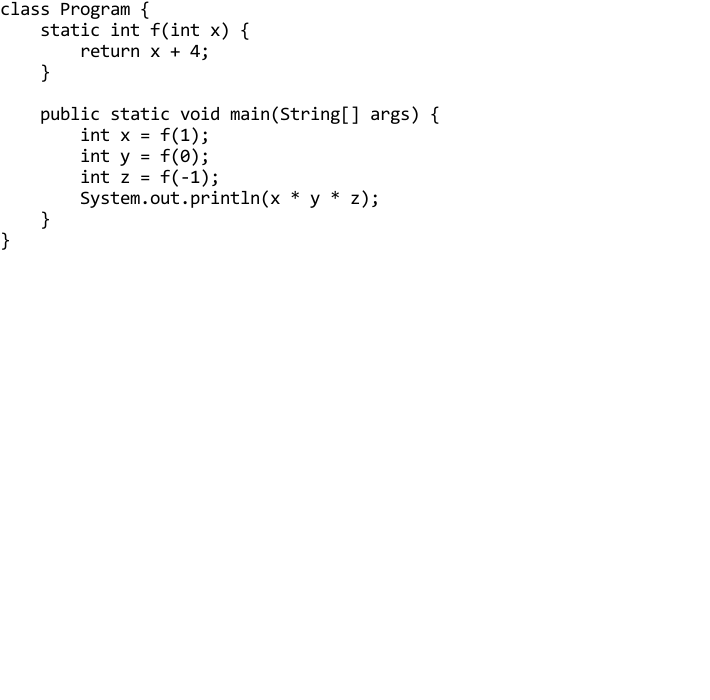 class Program {
    static int f(int x) {
        return x + 4;
    }

    public static void main(String[] args) {
        int x = f(1);
        int y = f(0);
        int z = f(-1);
        System.out.println(x * y * z);
    }
}